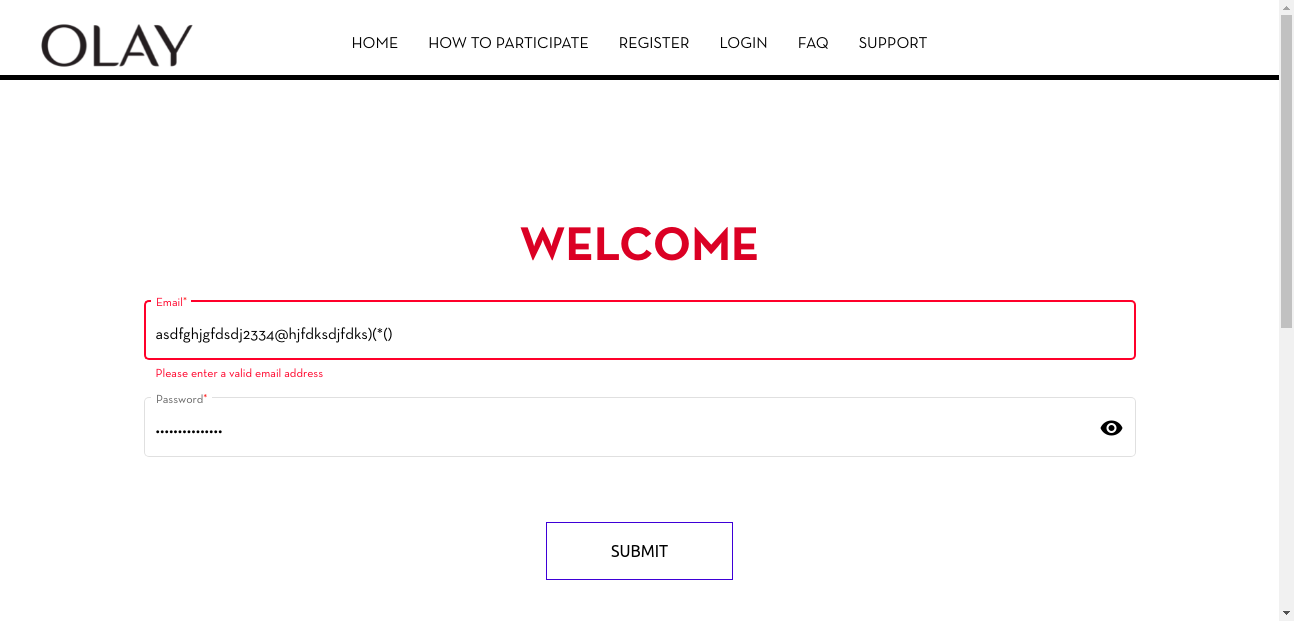 OLAY
HOME HOW TO PARTICIPATE REGISTER LOGIN FAQ SUPPORT
WELCOME
Email*
asdfghjgfdsdj2334@hjfdksdjfdks)(*()
Please enter a valid email address
Password*
•••••••••••••••
SUBMIT